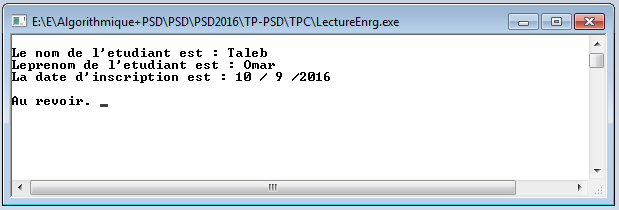 E:\E\Algorithmique+PSD\PSD\PSD2016\TP-PSD\TPC\LectureEnrg.exe
Le nom de l'etudiant est : Taleb
Leprenom de l'etudiant est : Omar
La date d'inscription est : 10 / 9 /2016
Au revoir. _